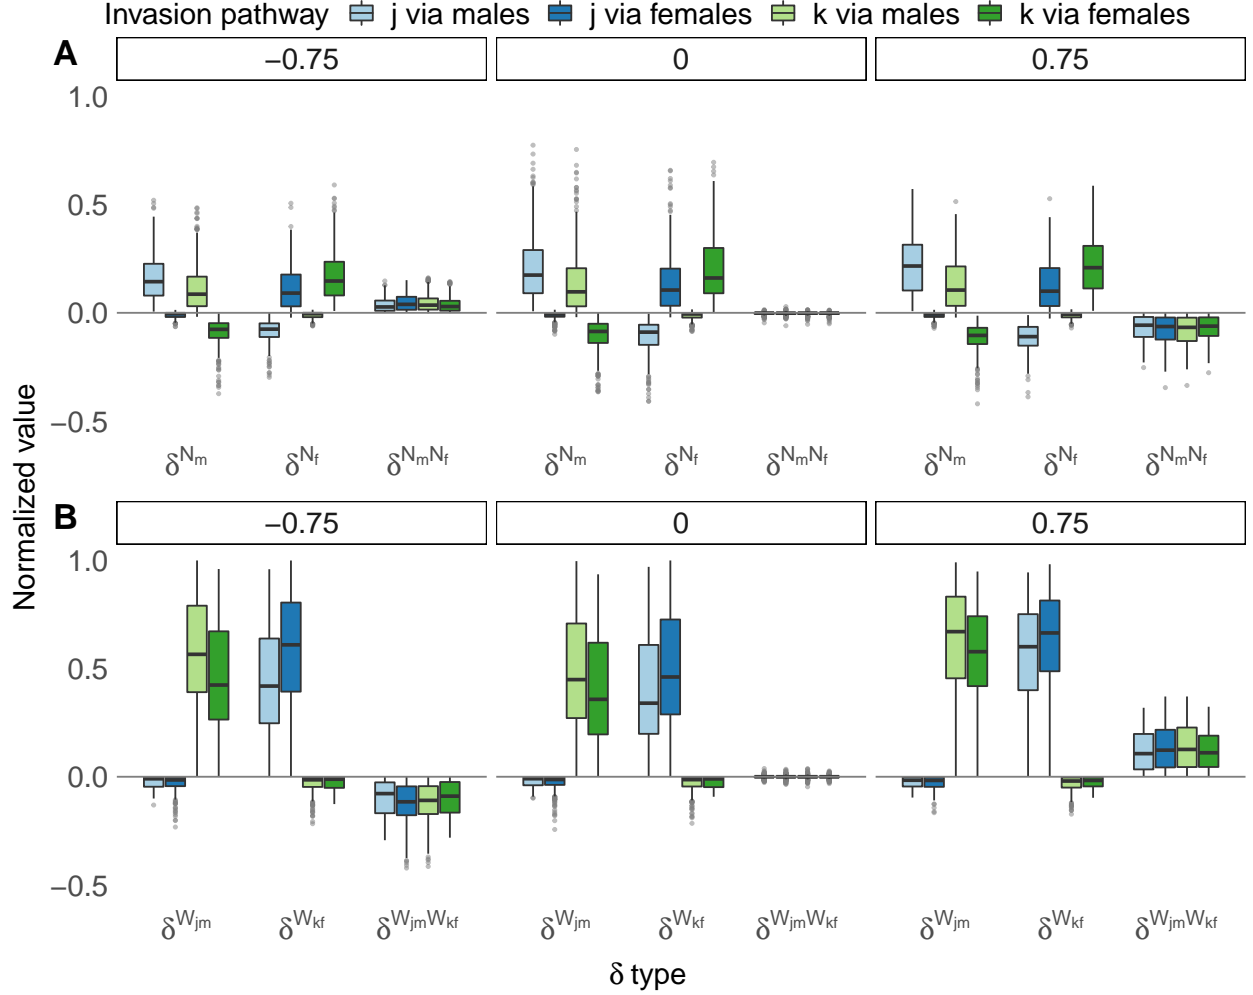 Invasion pathway j via males j via females k via males k via females
A
−0.75 0 0.75
1.0
0.5
0.0
−0.5
δNm δNf δNmNf δNm δNf δNmNf δNm δNf δNmNf
Normalized value
B
−0.75 0 0.75
1.0
0.5
0.0
−0.5
δWjm δWkf δWjmWkf δWjm δWkf δWjmWkf δWjm δWkf δWjmWkf
δ type